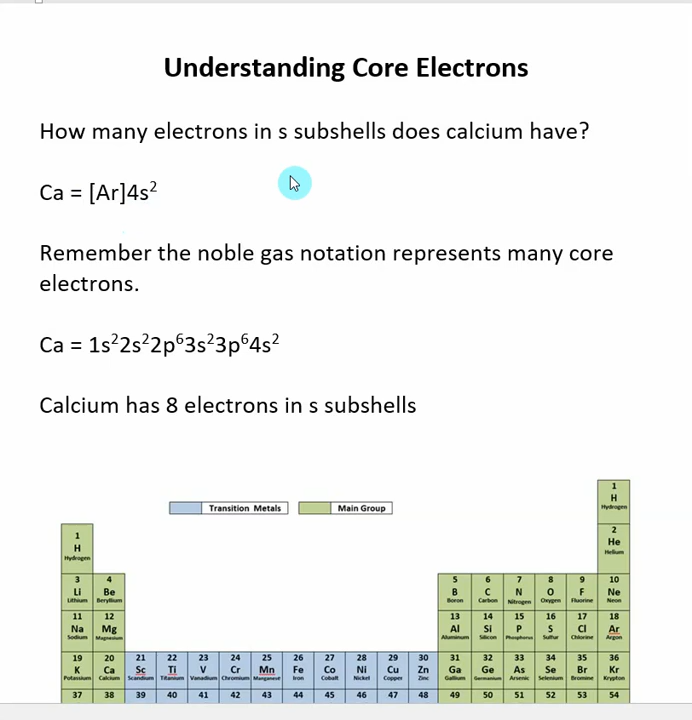 Understanding Core Electrons
How many electrons in s subshells does calcium have?
Ca = [Ar]4s²
Remember the noble gas notation represents many core
electrons.
Ca = 1s²2s²2p⁶3s²3p⁶4s²
Calcium has 8 electrons in s subshells
Transition Metals Main Group
1
H
Hydrogen
1
H
Hydrogen
2
He
Helium
3 4 5 6 7 8 9 10
Li Be B C N O F Ne
Lithium Beryllium Boron Carbon Nitrogen Oxygen Fluorine Neon
11 12 13 14 15 16 17 18
Na Mg Al Si P S Cl Ar
Sodium Magnesium Aluminum Silicon Phosphorus Sulfur Chlorine Argon
19 20 21 22 23 24 25 26 27 28 29 30 31 32 33 34 35 36
K Ca Sc Ti V Cr Mn Fe Co Ni Cu Zn Ga Ge As Se Br Kr
Potassium Calcium Scandium Titanium Vanadium Chromium Manganese Iron Cobalt Nickel Copper Zinc Gallium Germanium Arsenic Selenium Bromine Krypton
37 38 39 40 41 42 43 44 45 46 47 48 49 50 51 52 53 54